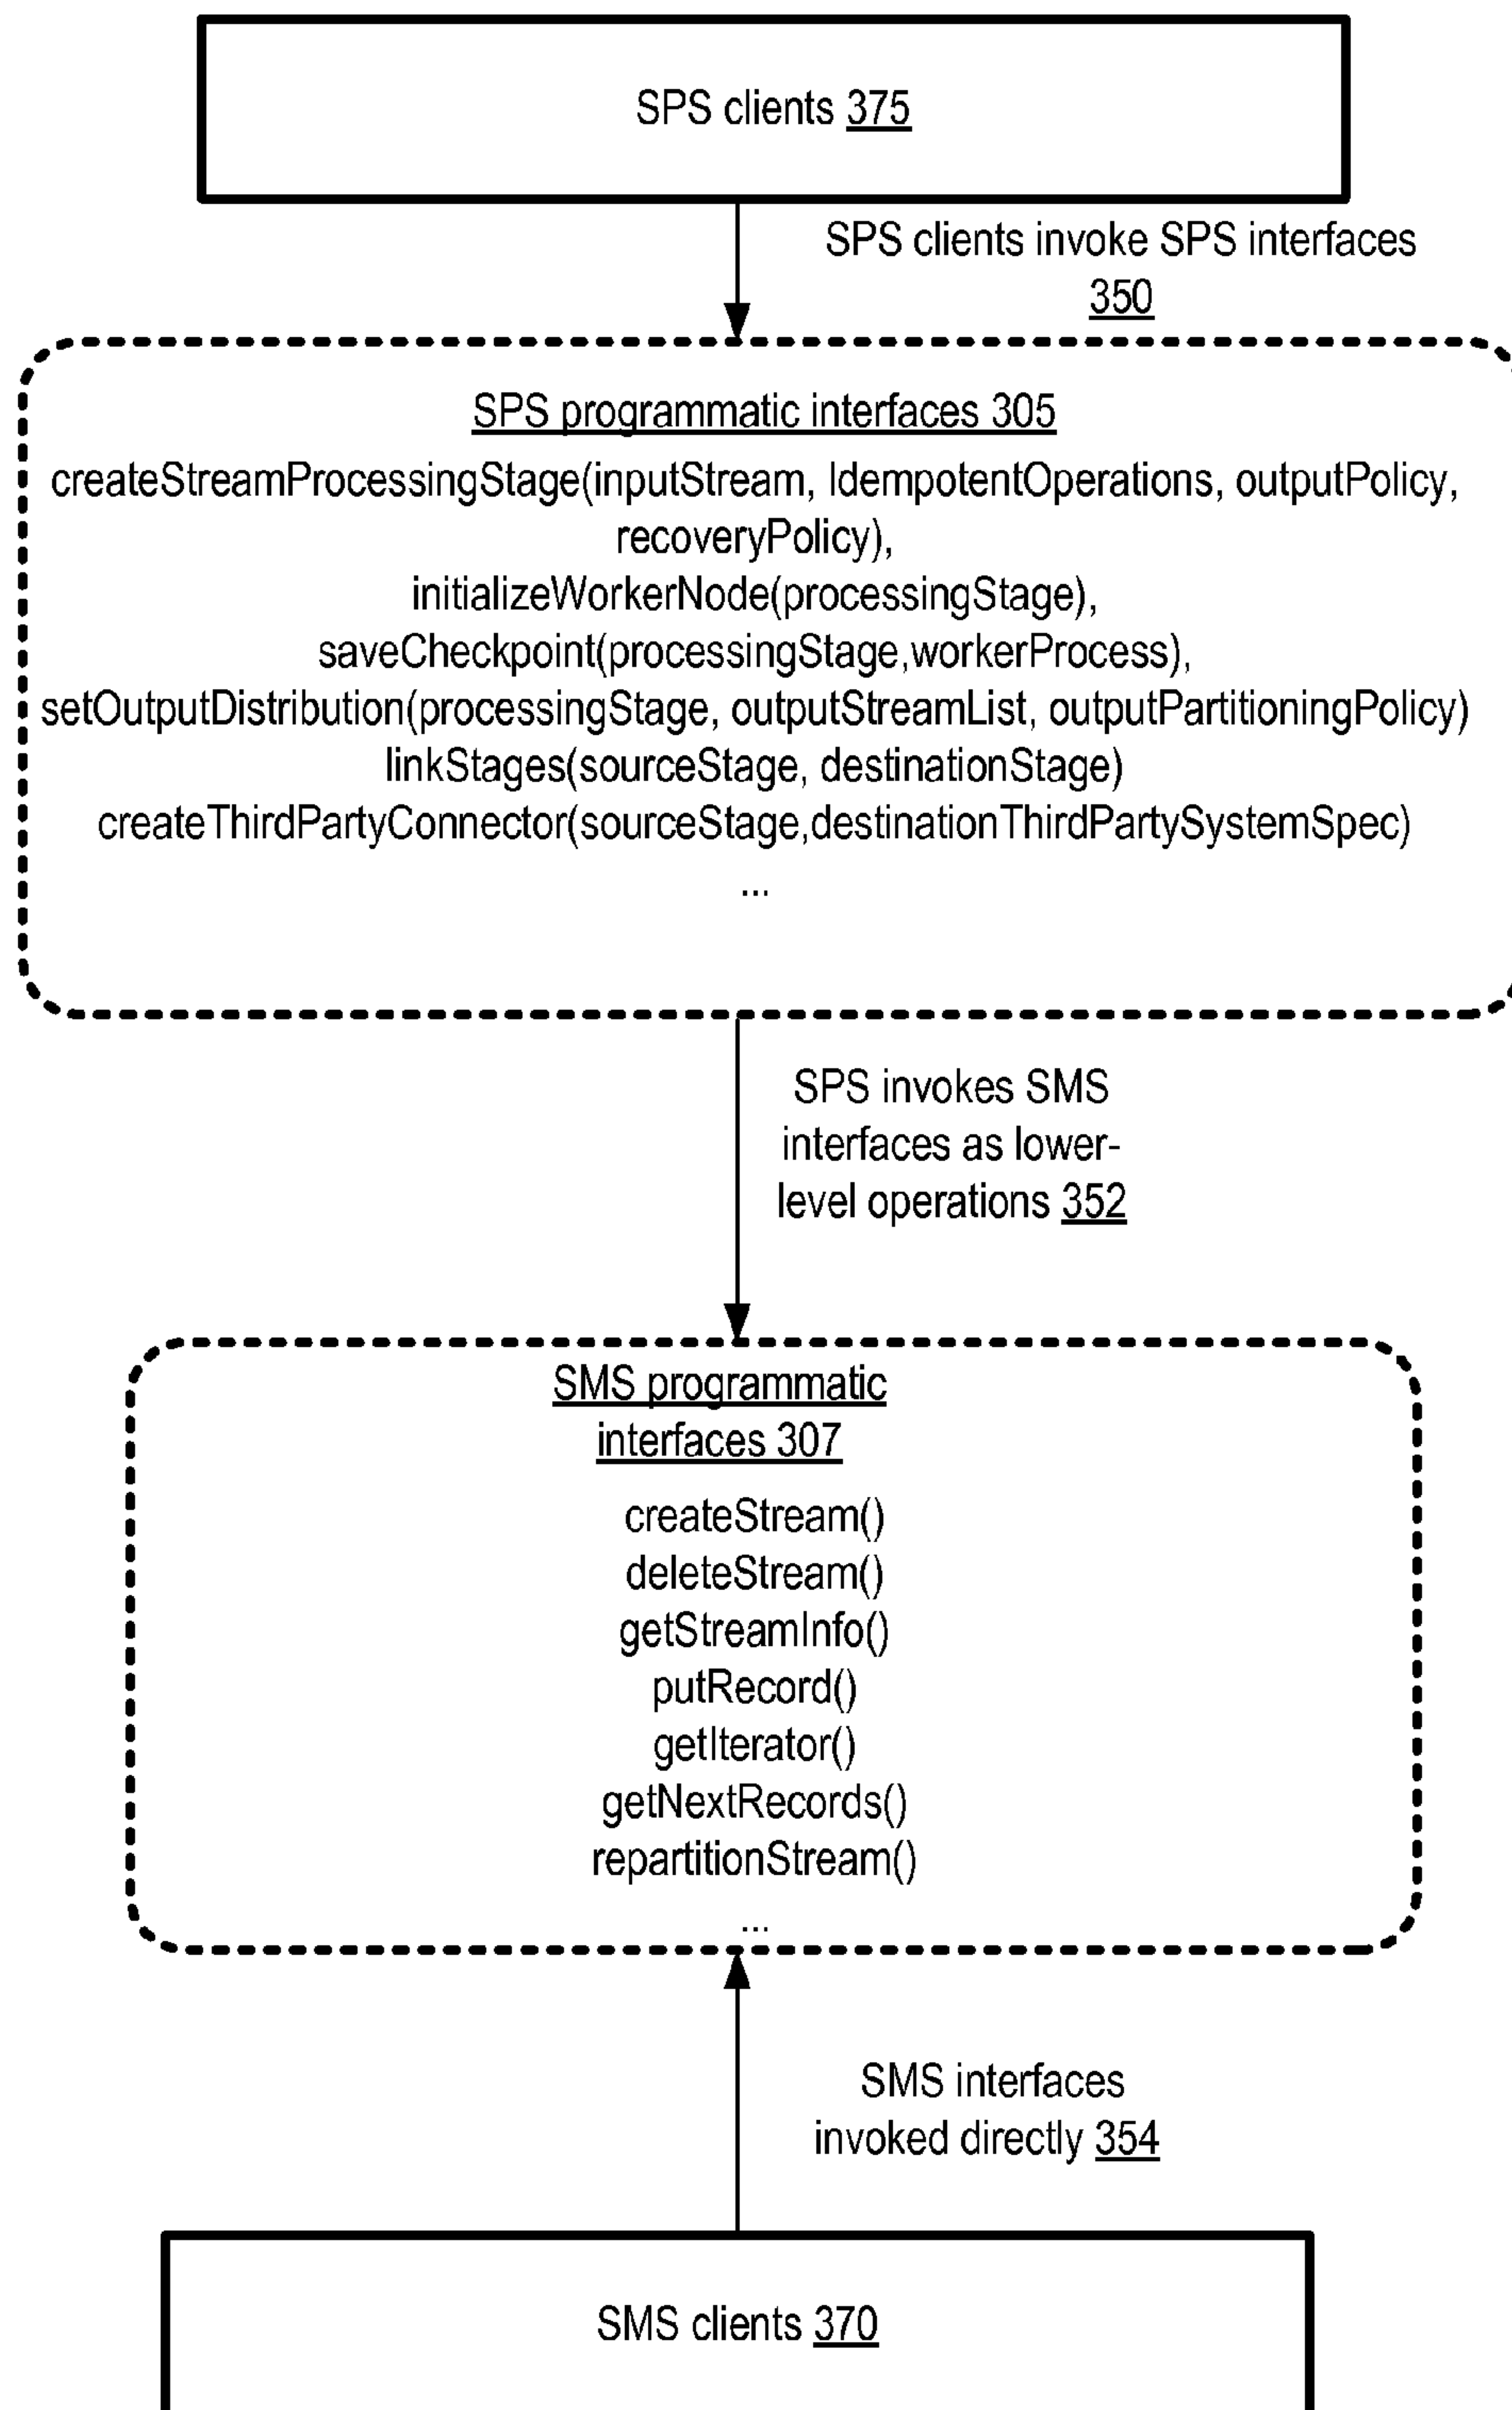 SPS clients 375
SPS clients invoke SPS interfaces
350
SPS programmatic interfaces 305
createStreamProcessingStage(inputStream, IdempotentOperations, outputPolicy,
recoveryPolicy),
initializeWorkerNode(processingStage),
saveCheckpoint(processingStage,workerProcess),
setOutputDistribution(processingStage, outputStreamList, outputPartitioningPolicy)
linkStages(sourceStage, destinationStage)
createThirdPartyConnector(sourceStage,destinationThirdPartySystemSpec)
...
SPS invokes SMS
interfaces as lower-
level operations 352
SMS programmatic
interfaces 307
createStream()
deleteStream()
getStreamInfo()
putRecord()
getIterator()
getNextRecords()
repartitionStream()
...
SMS interfaces
invoked directly 354
SMS clients 370